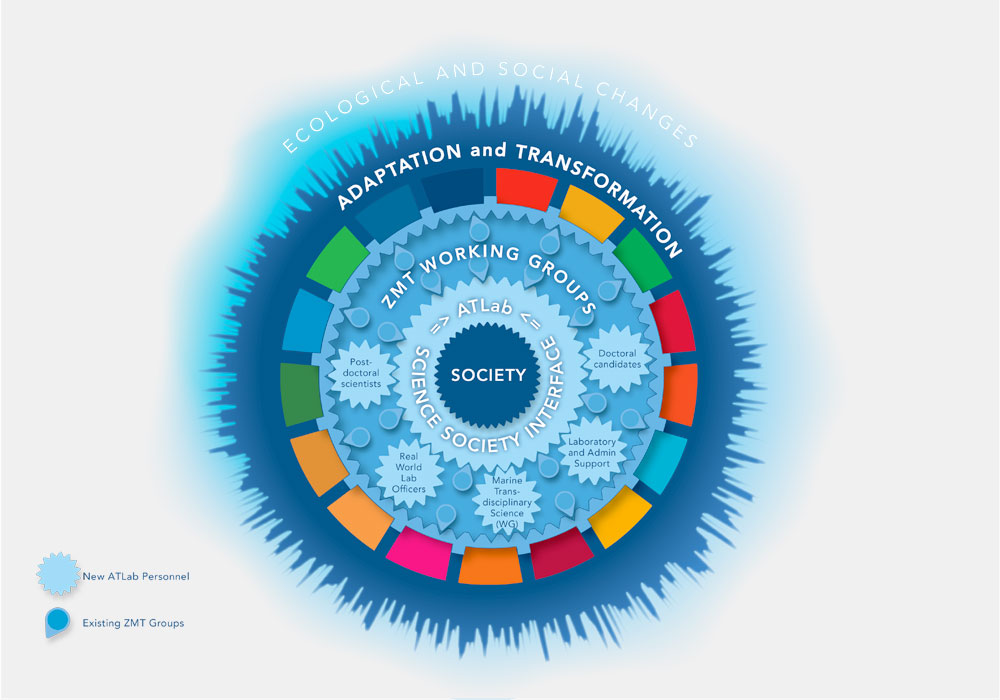 ECOLOGICAL AND SOCIAL CHANGES
ADAPTATION and TRANSFORMATION
ZMT WORKING GROUPS
=> ATLab <=
SCIENCE SOCIETY INTERFACE
SOCIETY
Post-
doctoral
scientists
Doctoral
candidates
Real
World
Lab
Officers
Marine
Trans-
disciplinary
Science
(WG)
Laboratory
and Admin
Support
New ATLab Personnel
Existing ZMT Groups